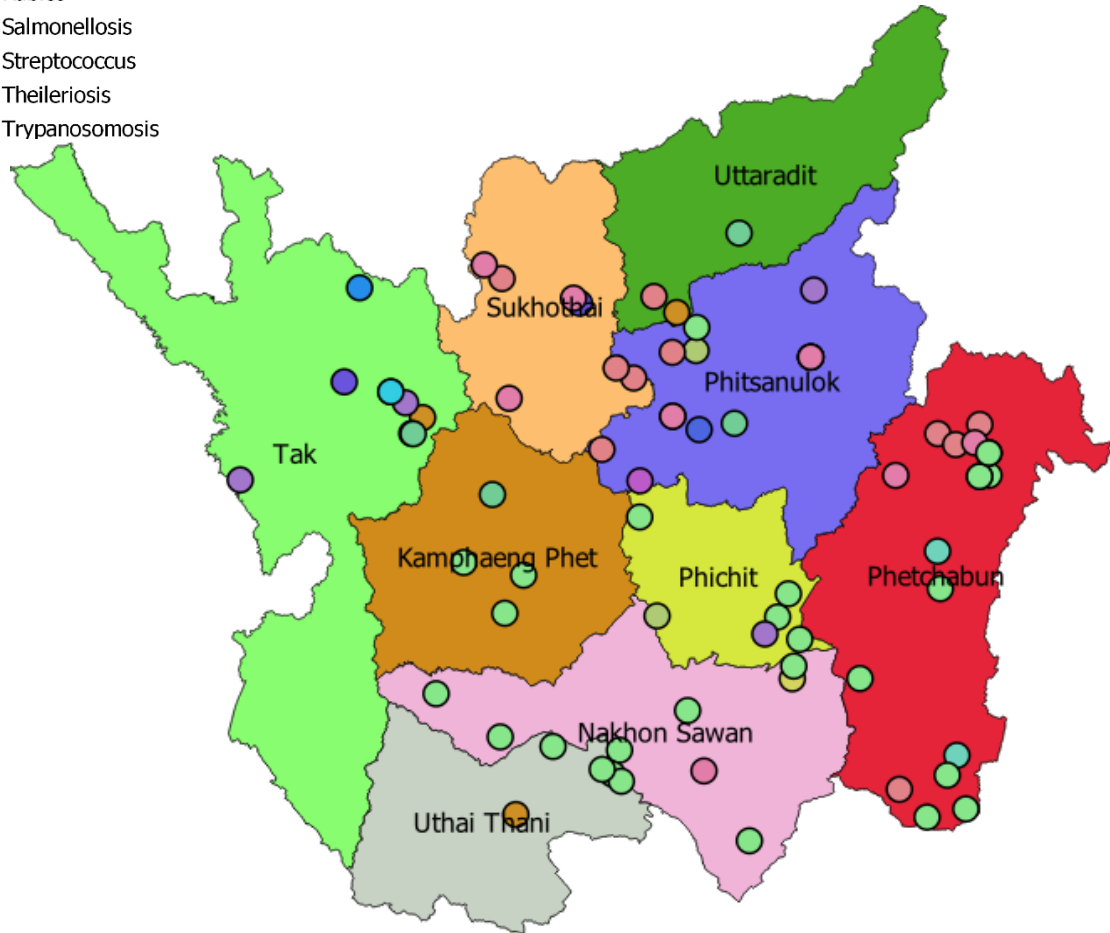 Salmonellosis
Streptococcus
Theileriosis
Trypanosomosis
Uttaradit
Sukhothai
Phitsanulok
Tak
Kamphaeng Phet
Phichit
Phetchabun
Nakhon Sawan
Uthai Thani